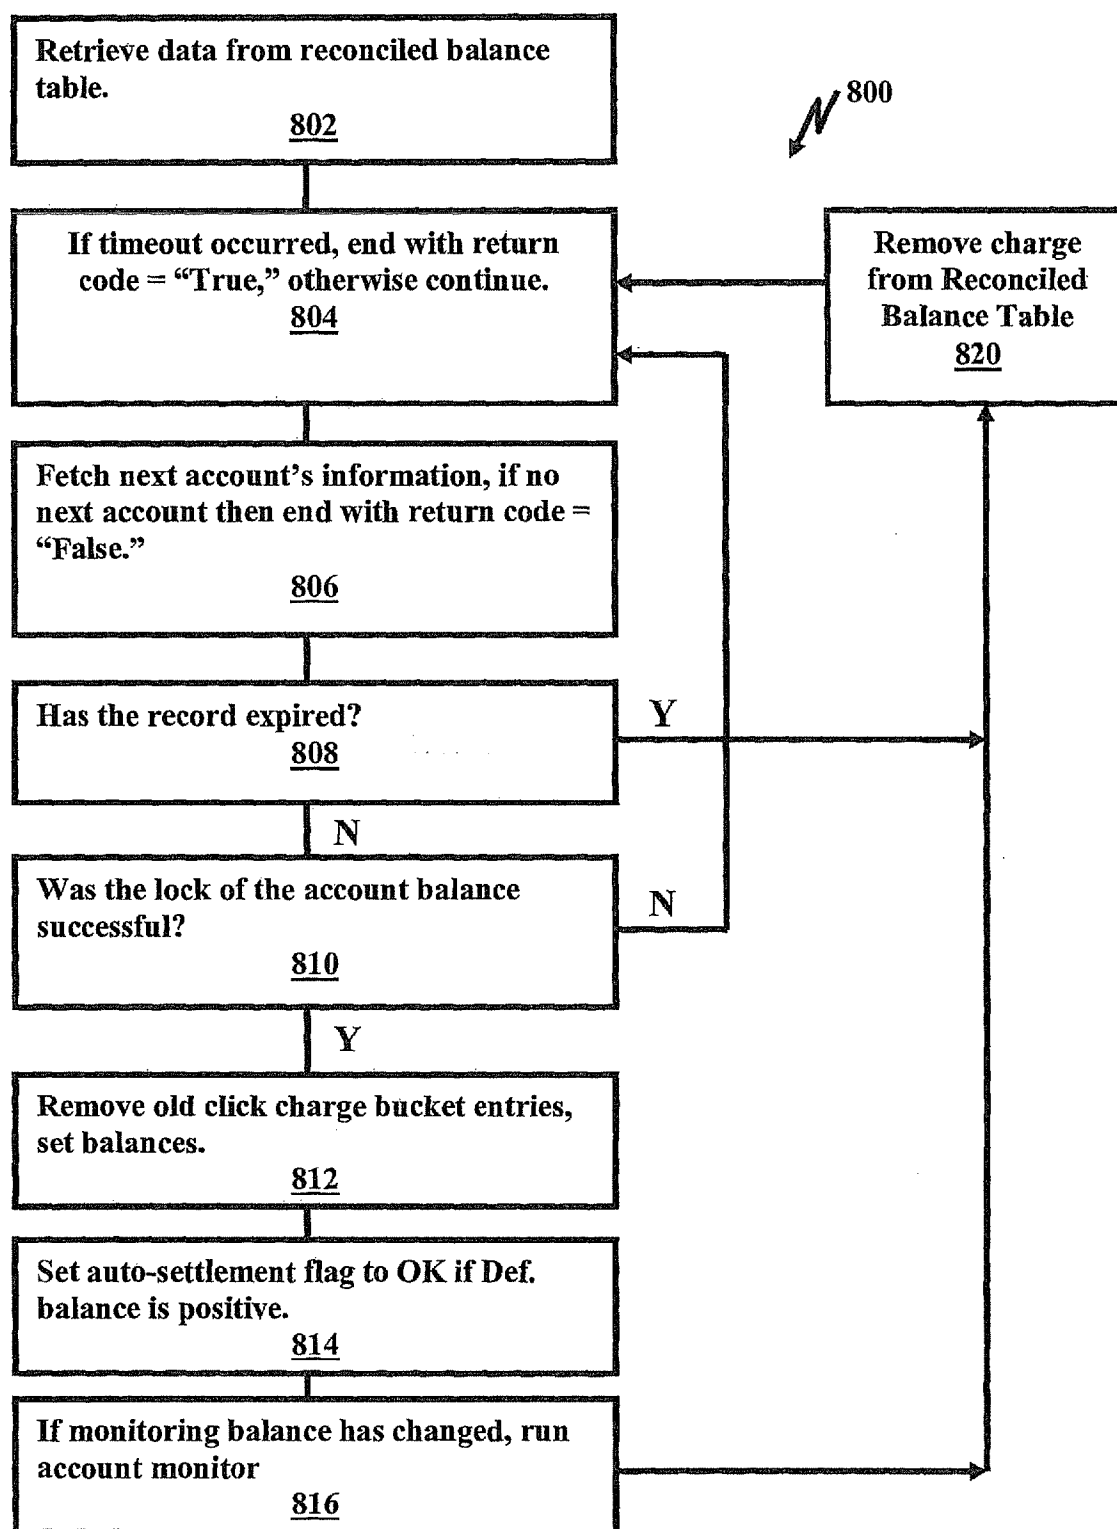 Retrieve data from reconciled balance
table.
802
800
If timeout occurred, end with return
code = “True,” otherwise continue.
804
Remove charge
from Reconciled
Balance Table
820
Fetch next account’s information, if no
next account then end with return code =
“False.”
806
Has the record expired?
808
Y
N
Was the lock of the account balance
successful?
810
N
Y
Remove old click charge bucket entries,
set balances.
812
Set auto-settlement flag to OK if Def.
balance is positive.
814
If monitoring balance has changed, run
account monitor
816